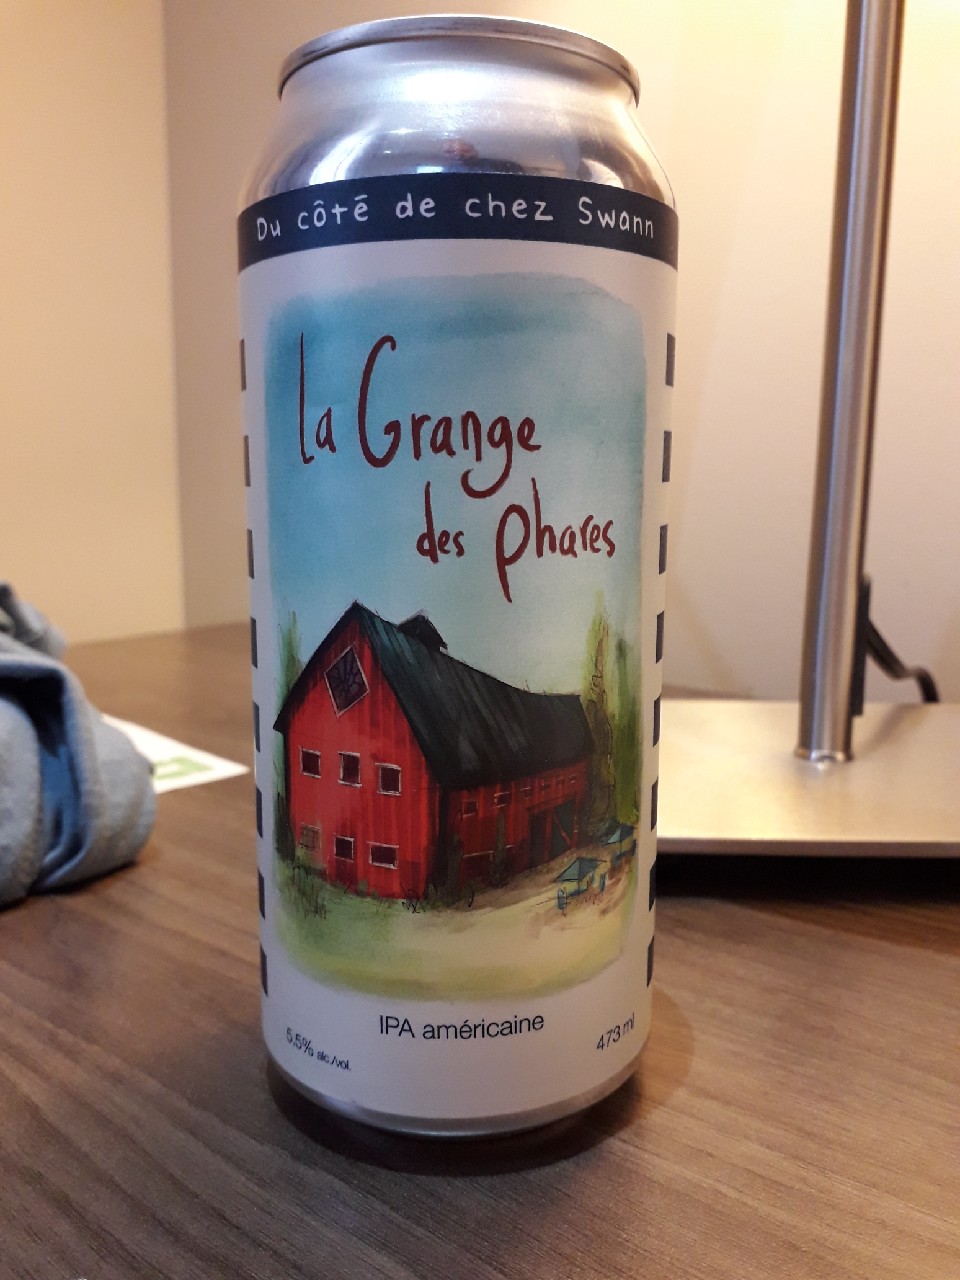 Du côté de chez Swann
la Grange
des phares
IPA américaine
5.5% alc./vol.
473 ml